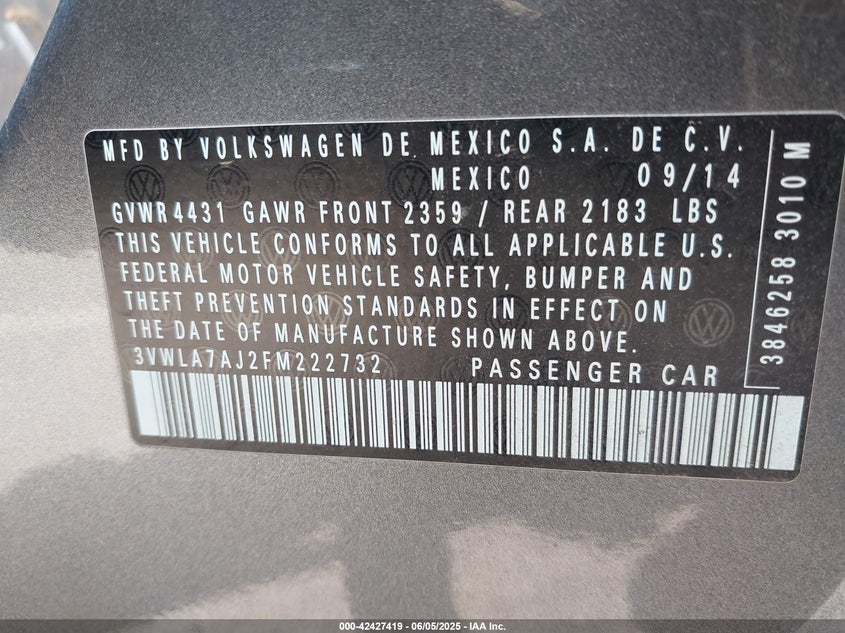 MFD BY VOLKSWAGEN DE MEXICO S.A. DE C.V.
MEXICO 09/14
GVWR 4431 GAWR FRONT 2359 / REAR 2183 LBS
THIS VEHICLE CONFORMS TO ALL APPLICABLE U.S.
FEDERAL MOTOR VEHICLE SAFETY, BUMPER AND
THEFT PREVENTION STANDARDS IN EFFECT ON
THE DATE OF MANUFACTURE SHOWN ABOVE.
3VWLA7AJ2FM222732 PASSENGER CAR
3846258 3010 M
000-42427419 - 06/05/2025 - IAA Inc.